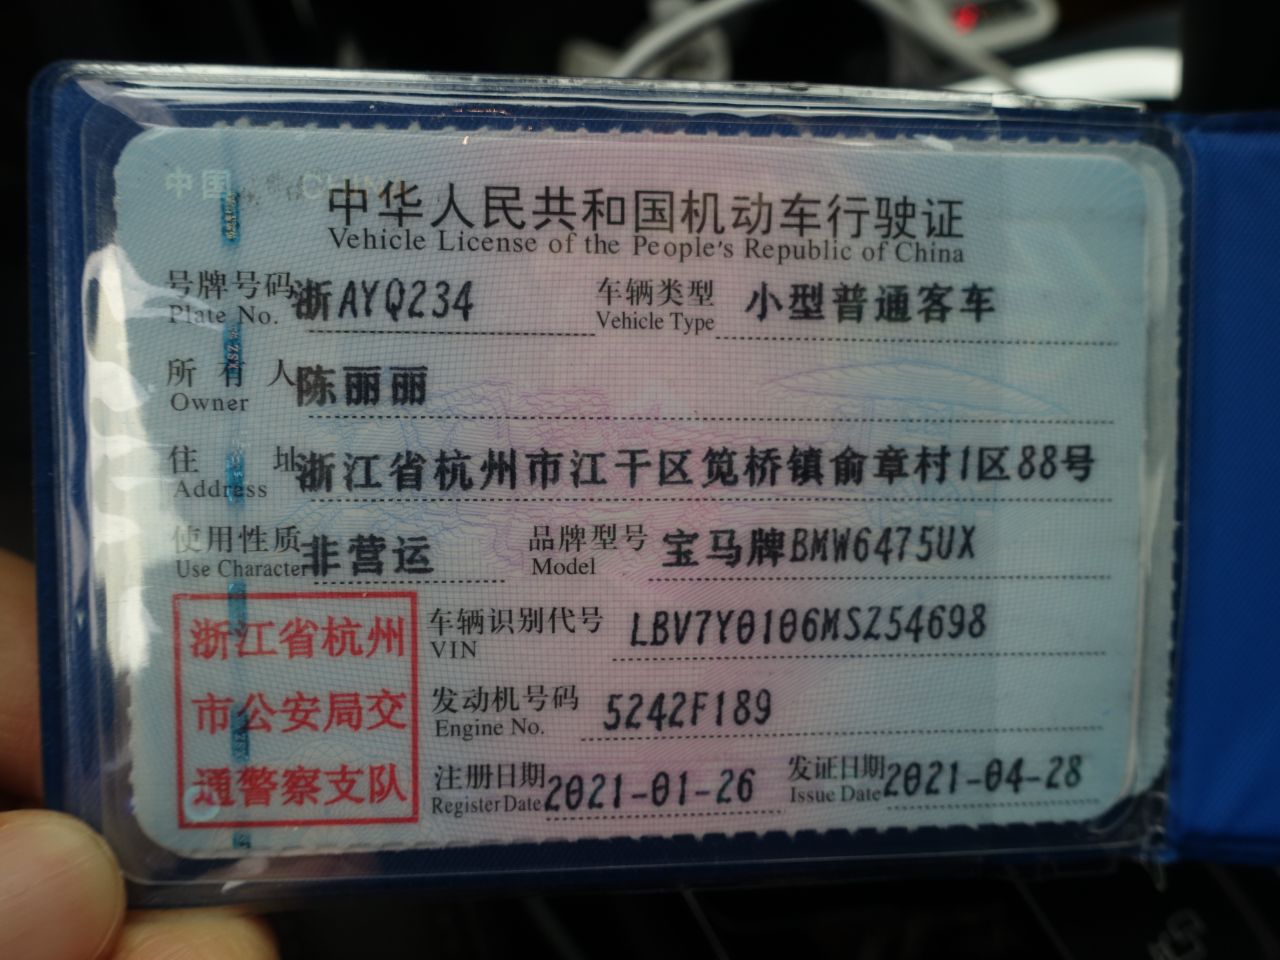 中国 CHINA
中华人民共和国机动车行驶证
Vehicle License of the People's Republic of China
号牌号码 浙AYQ234 车辆类型 小型普通客车
Plate No. Vehicle Type
所有人 陈丽丽
Owner
住址 浙江省杭州市江干区笕桥镇俞章村1区88号
Address
使用性质 非营运 品牌型号 宝马牌BMW6475UX
Use Character Model
浙江省杭州
市公安局交
通警察支队
车辆识别代号 LBV7Y0106MSZ54698
VIN
发动机号码 5242F189
Engine No.
注册日期 2021-01-26 发证日期 2021-04-28
Register Date Issue Date